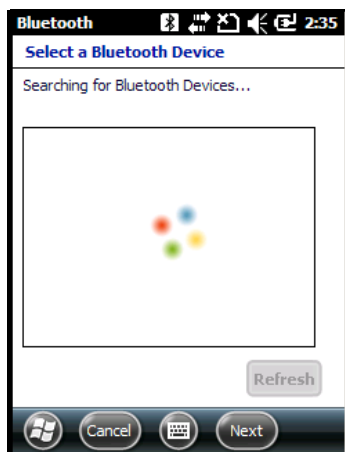 Bluetooth 2:35
Select a Bluetooth Device
Searching for Bluetooth Devices...
Refresh
Cancel Next